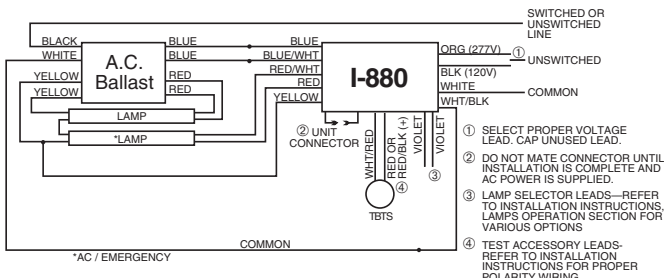 SWITCHED OR
UNSWITCHED
LINE
BLACK
WHITE
YELLOW
YELLOW
A.C.
Ballast
BLUE
BLUE
RED
RED
LAMP
*LAMP
BLUE
BLUE/WHT
RED/WHT
RED
YELLOW
I-880
ORG (277V)
①
UNSWITCHED
BLK (120V)
WHITE
COMMON
WHT/BLK
② UNIT
CONNECTOR
WHT/RED
RED OR
RED/BLK (+)
④
VIOLET
VIOLET
③
TBTS
COMMON
*AC / EMERGENCY
① SELECT PROPER VOLTAGE
LEAD. CAP UNUSED LEAD.
② DO NOT MATE CONNECTOR UNTIL
INSTALLATION IS COMPLETE AND
AC POWER IS SUPPLIED.
③ LAMP SELECTOR LEADS—REFER
TO INSTALLATION INSTRUCTIONS,
LAMPS OPERATION SECTION FOR
VARIOUS OPTIONS
④ TEST ACCESSORY LEADS-
REFER TO INSTALLATION
INSTRUCTIONS FOR PROPER
POLARITY WIRING